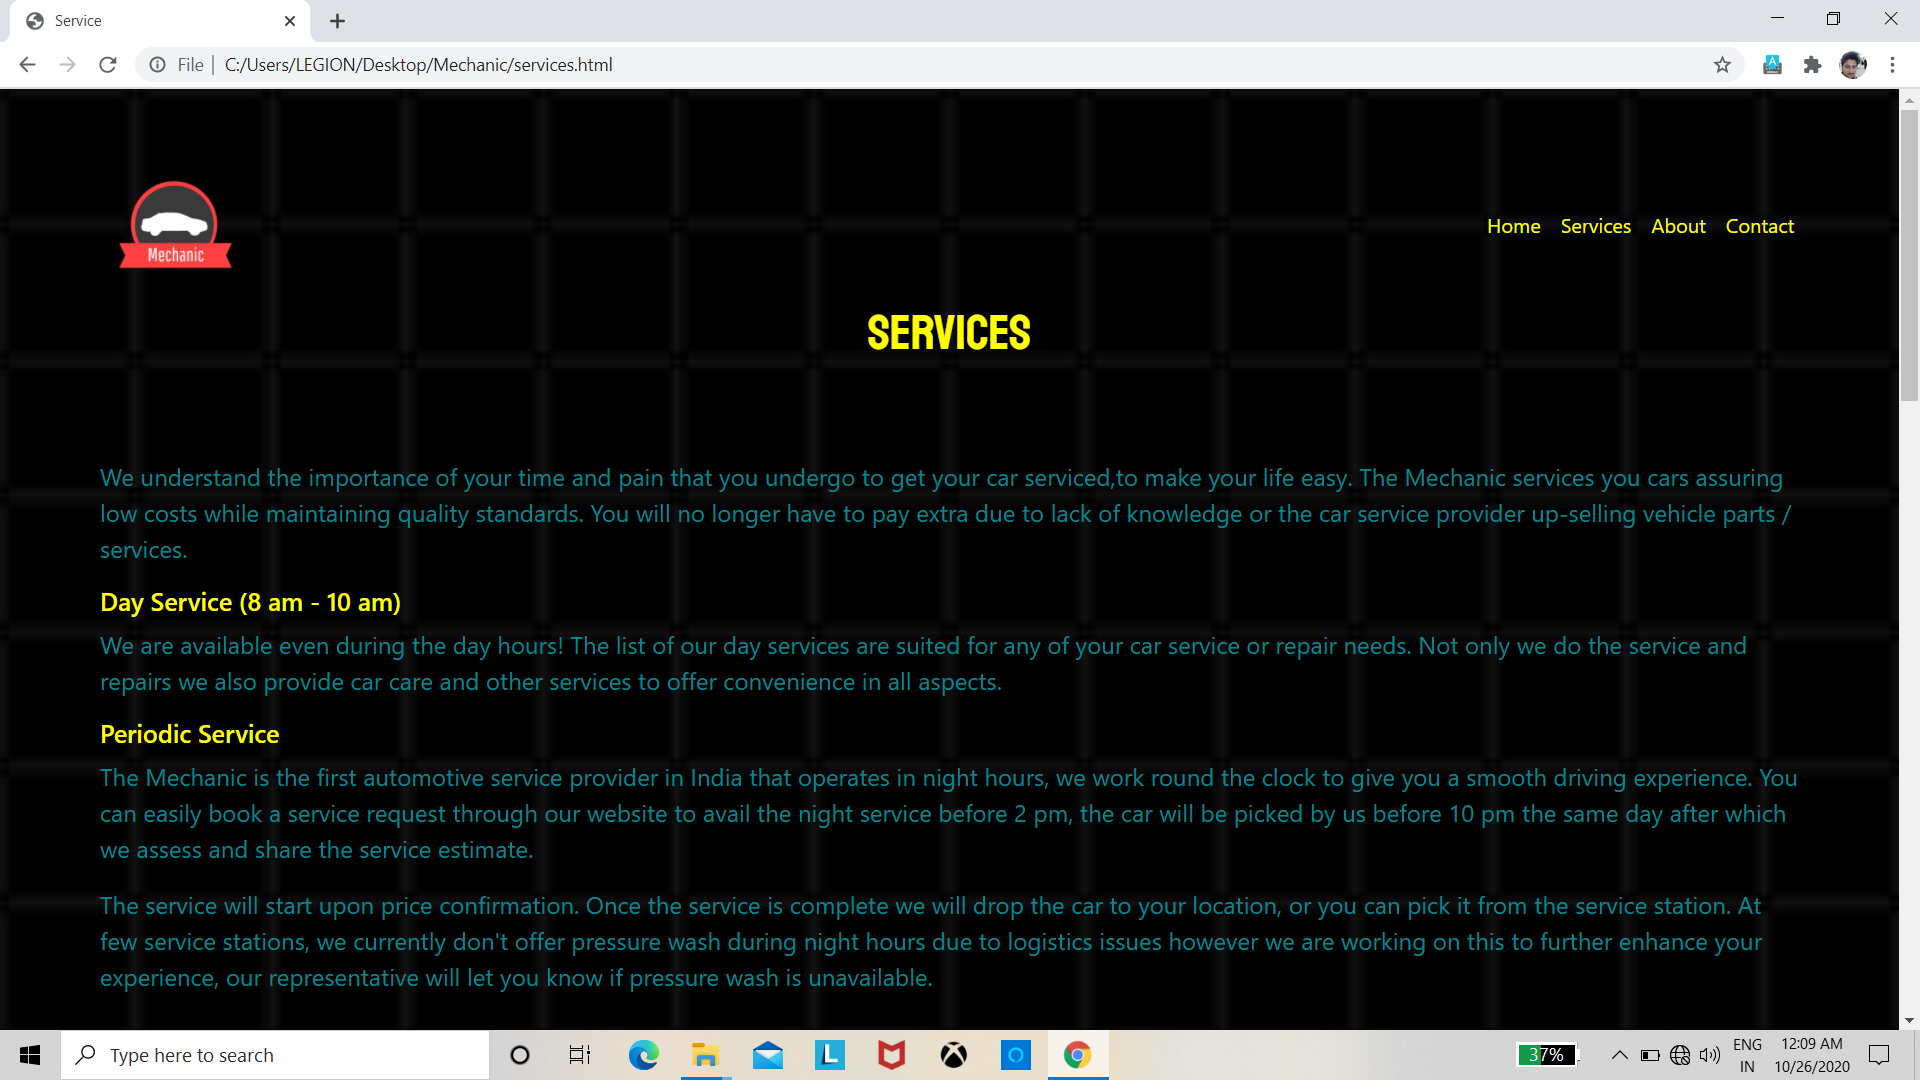 Service
File
C:/Users/LEGION/Desktop/Mechanic/services.html
A
Mechanic
Home Services About Contact
SERVICES
We understand the importance of your time and pain that you undergo to get your car serviced,to make your life easy. The Mechanic services you cars assuring
low costs while maintaining quality standards. You will no longer have to pay extra due to lack of knowledge or the car service provider up-selling vehicle parts /
services.
Day Service (8 am - 10 am)
We are available even during the day hours! The list of our day services are suited for any of your car service or repair needs. Not only we do the service and
repairs we also provide car care and other services to offer convenience in all aspects.
Periodic Service
The Mechanic is the first automotive service provider in India that operates in night hours, we work round the clock to give you a smooth driving experience. You
can easily book a service request through our website to avail the night service before 2 pm, the car will be picked by us before 10 pm the same day after which
we assess and share the service estimate.
The service will start upon price confirmation. Once the service is complete we will drop the car to your location, or you can pick it from the service station. At
few service stations, we currently don't offer pressure wash during night hours due to logistics issues however we are working on this to further enhance your
experience, our representative will let you know if pressure wash is unavailable.
Type here to search
L
37%
ENG
IN
12:09 AM
10/26/2020